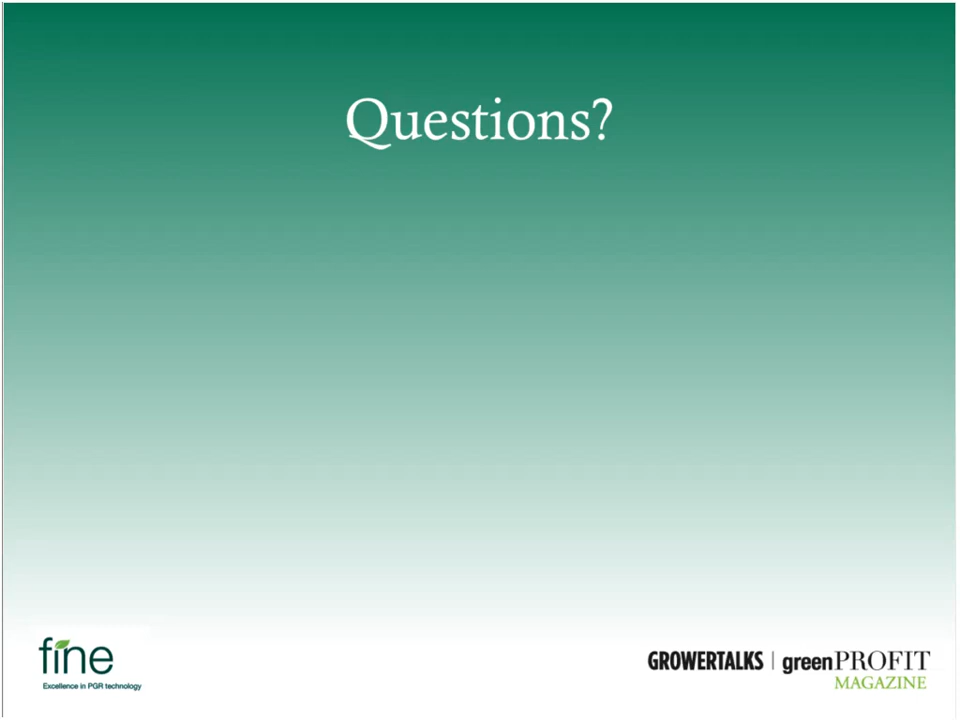 Questions?
fine
Excellence in PGR technology
GROWERTALKS | greenPROFIT
MAGAZINE